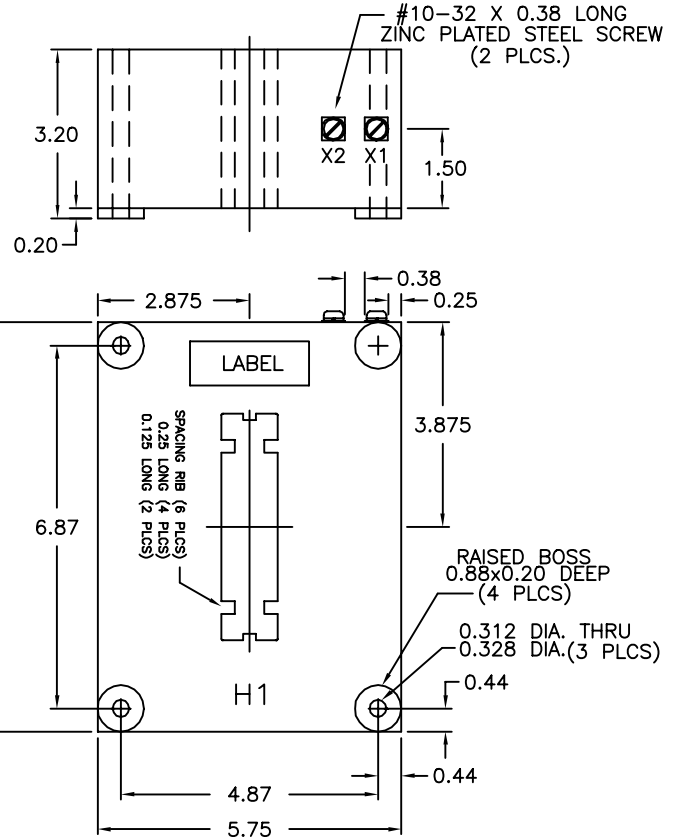 #10-32 X 0.38 LONG
ZINC PLATED STEEL SCREW
(2 PLCS.)
3.20
X2 X1
1.50
0.20
0.38
2.875
0.25
LABEL
3.875
SPACING RIB (6 PLCS)
0.25 LONG (4 PLCS)
0.125 LONG (2 PLCS)
6.87
RAISED BOSS
0.88x0.20 DEEP
(4 PLCS)
0.312 DIA. THRU
0.328 DIA.(3 PLCS)
0.44
H1
0.44
4.87
5.75